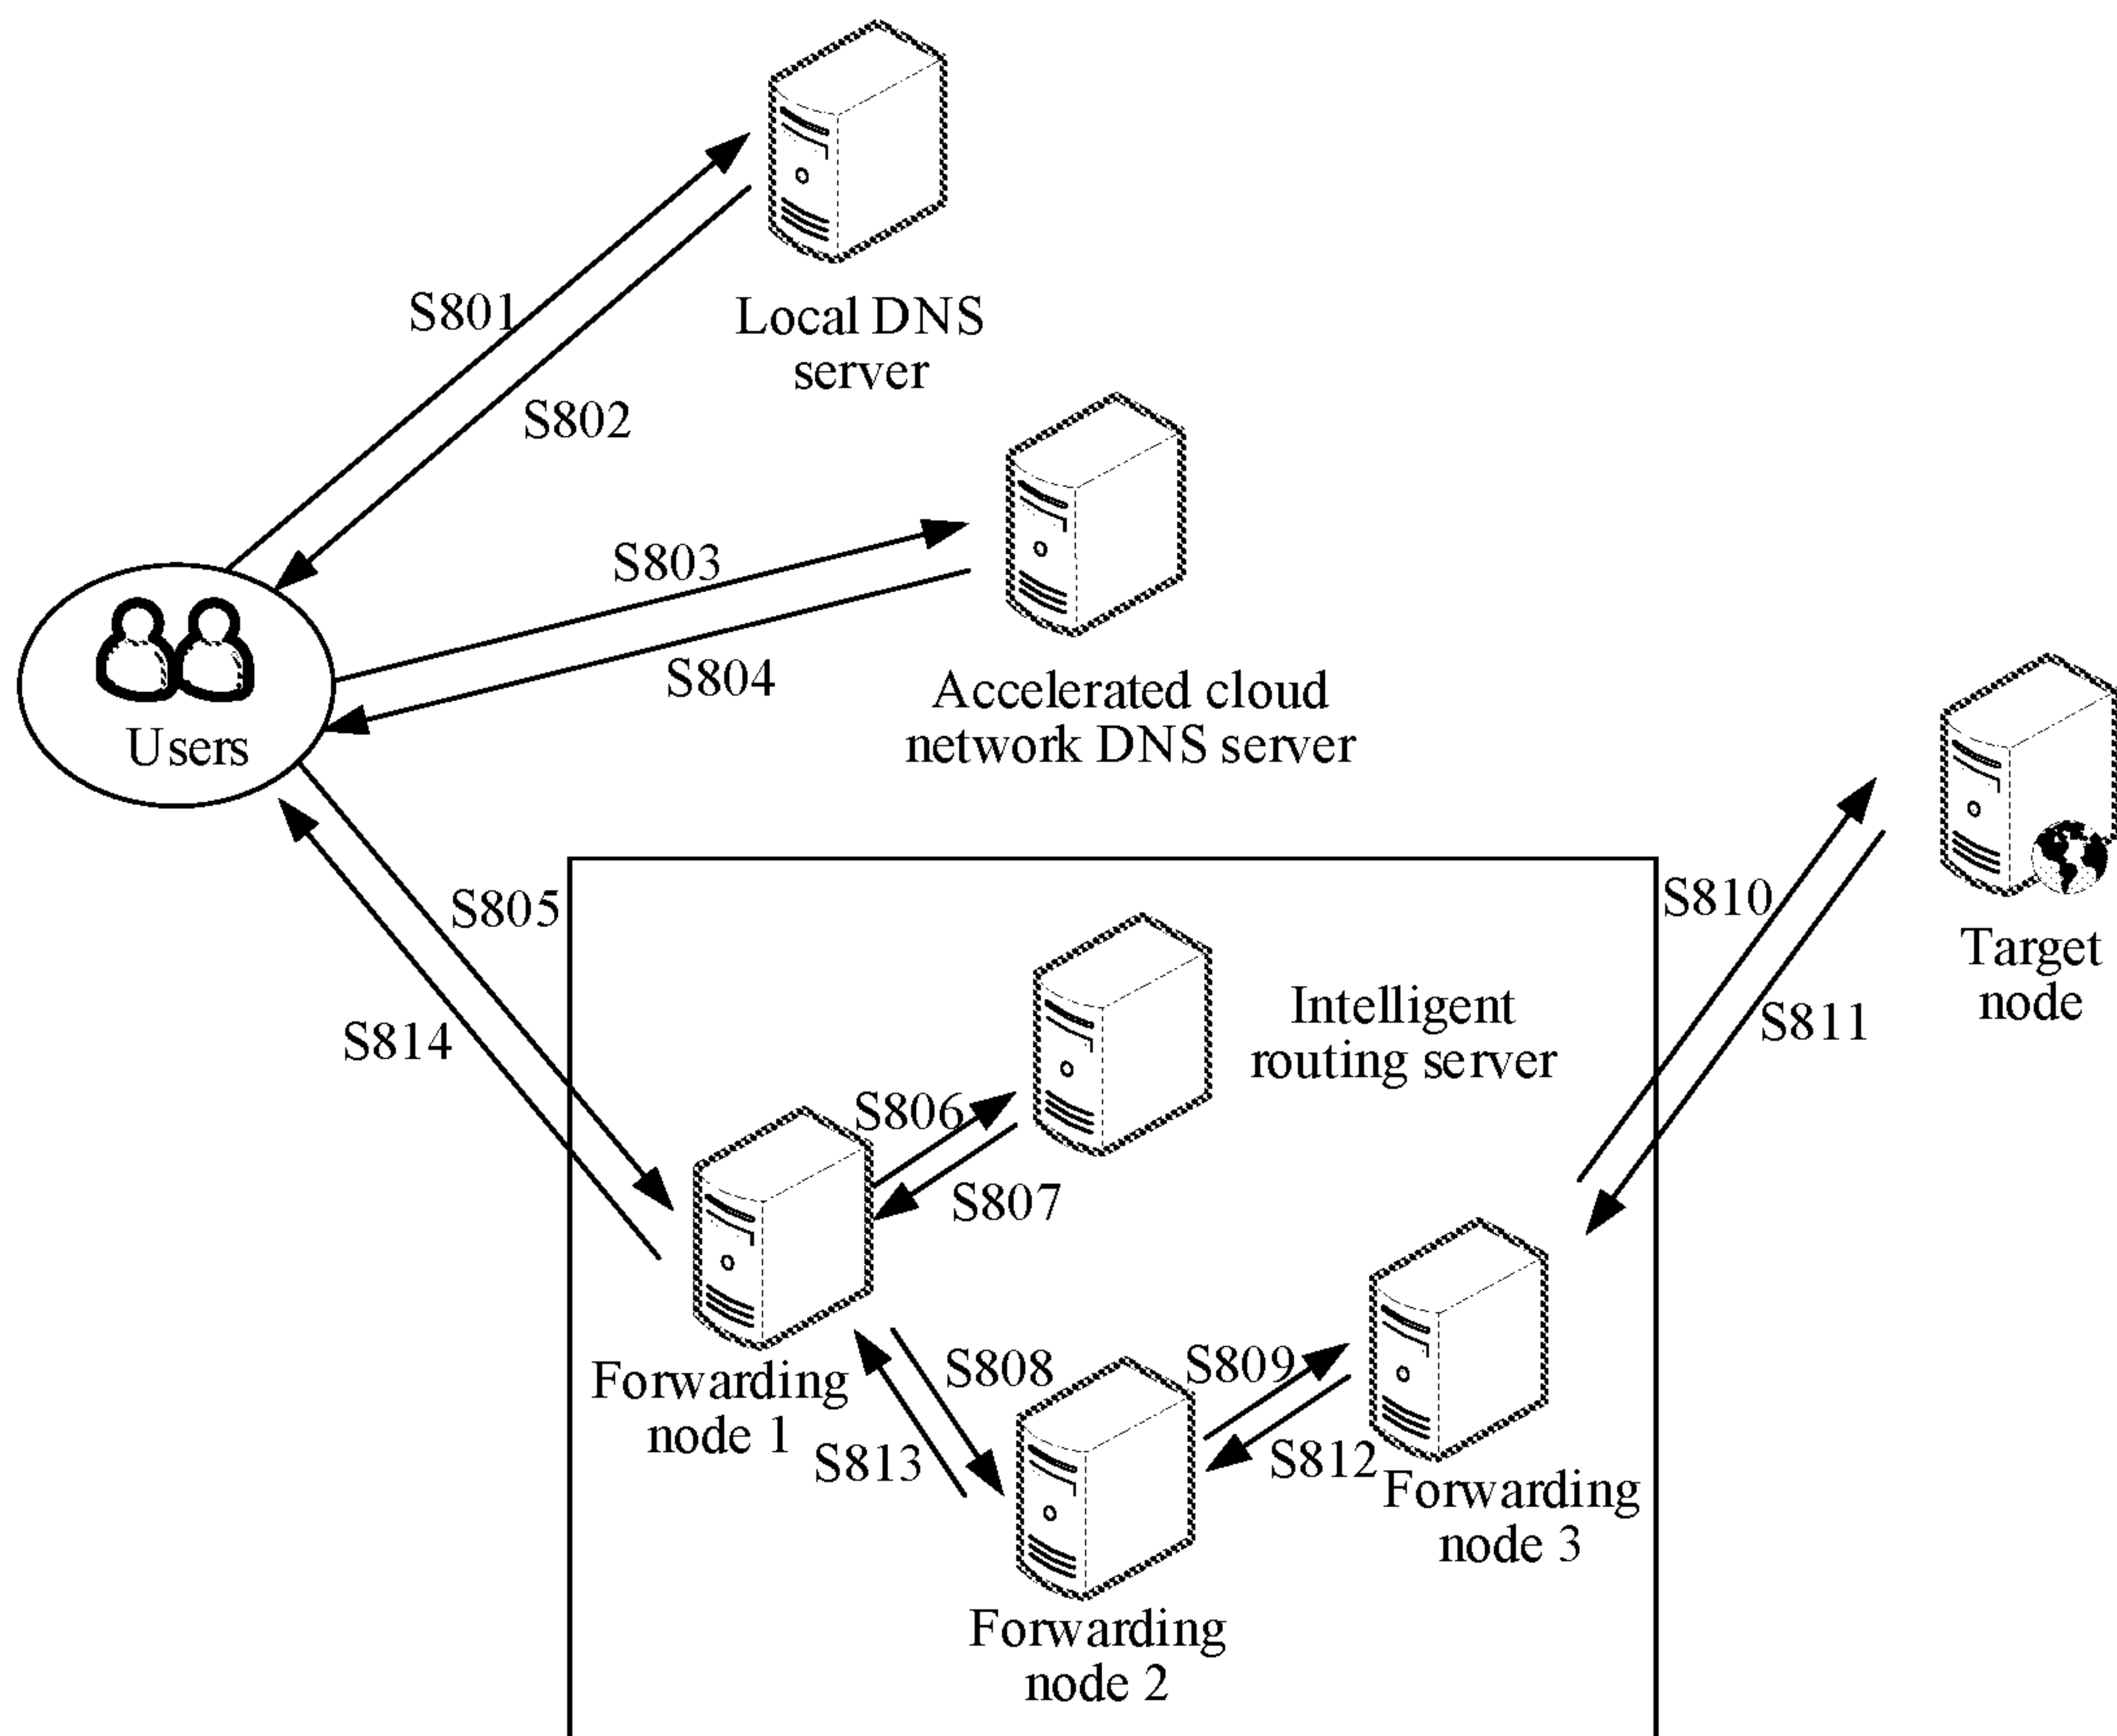 S801
Local DNS
server
S802
S803
S804
Accelerated cloud
network DNS server
Users
S805
S810
Target
node
S814
Intelligent
routing server
S811
S806
S807
Forwarding
node 1
S808
S809
S813
S812
Forwarding
node 3
Forwarding
node 2